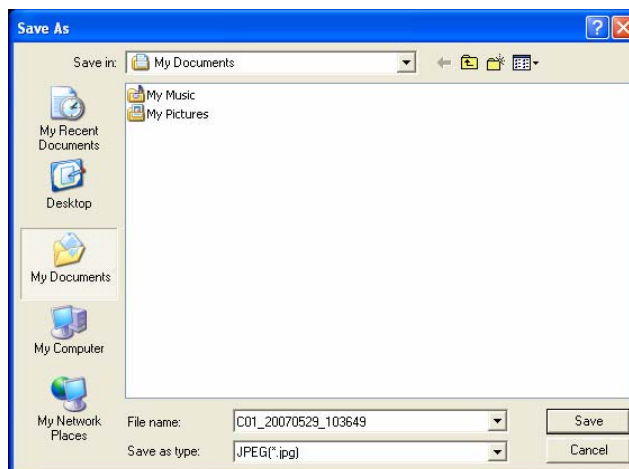 Save As
Save in: My Documents
My Music
My Pictures
My Recent
Documents
Desktop
My Documents
My Computer
My Network
Places
File name: C01_20070529_103649 Save
Save as type: JPEG(*.jpg) Cancel